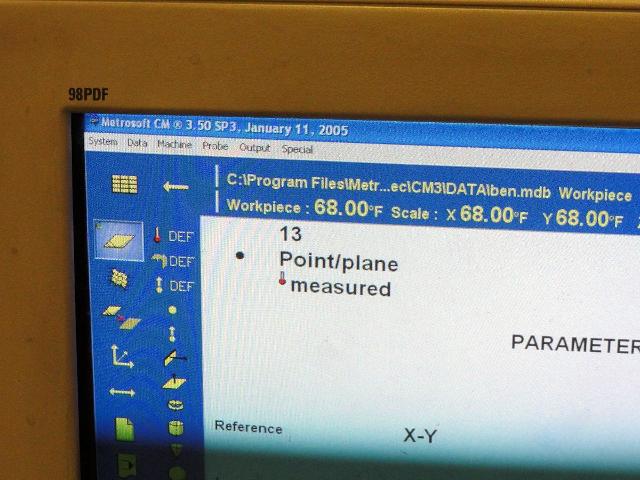 98PDF
Metrosoft CM ® 3.50 SP3, January 11, 2005
System Data Machine Probe Output Special
C:\Program Files\Metr...ec\CM3\DATA\ben.mdb Workpiece
Workpiece : 68.00°F Scale : X 68.00°F Y 68.00°F
DEF
DEF
DEF
13
Point/plane
measured
PARAMETER
Reference X-Y